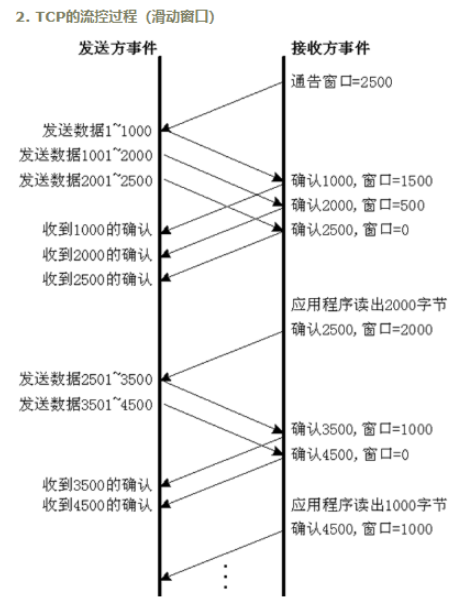 2. TCP的流控过程（滑动窗口）
发送方事件 接收方事件
通告窗口=2500
发送数据1~1000
发送数据1001~2000
发送数据2001~2500
确认1000,窗口=1500
确认2000,窗口=500
确认2500,窗口=0
收到1000的确认
收到2000的确认
收到2500的确认
应用程序读出2000字节
确认2500,窗口=2000
发送数据2501~3500
发送数据3501~4500
确认3500,窗口=1000
确认4500,窗口=0
收到3500的确认
收到4500的确认
应用程序读出1000字节
确认4500,窗口=1000